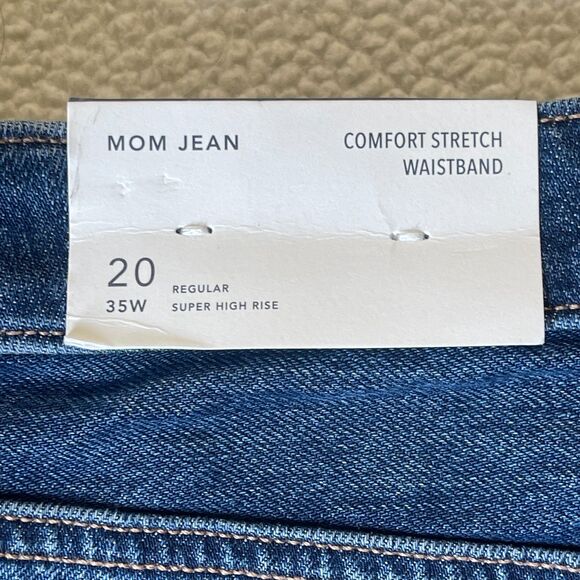 MOM JEAN
COMFORT STRETCH
WAISTBAND
20
REGULAR
35W
SUPER HIGH RISE